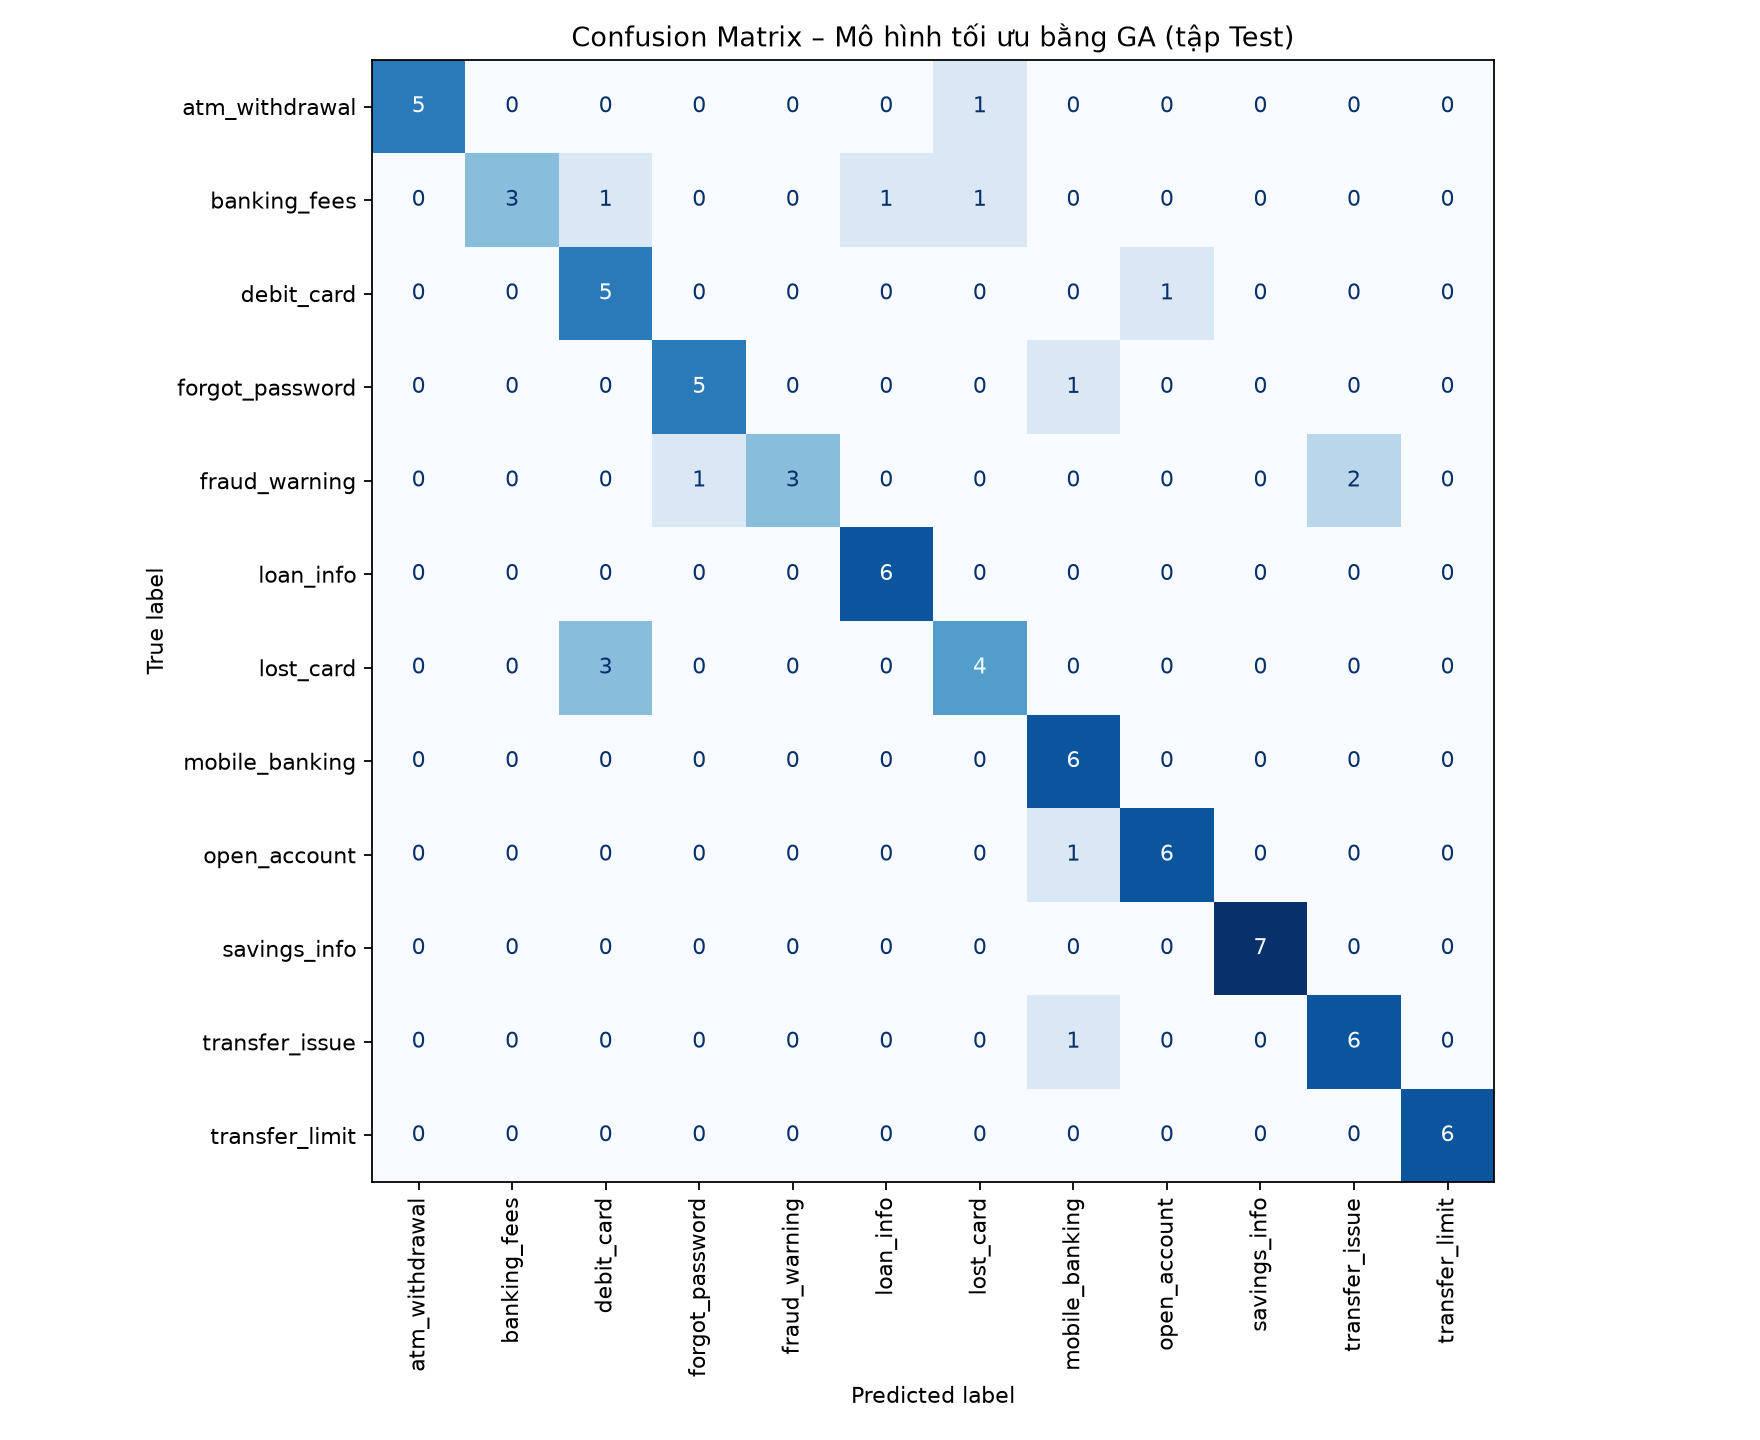 Confusion Matrix – Mô hình tối ưu bằng GA (tập Test)
True label
atm_withdrawal 5 0 0 0 0 0 1 0 0 0 0 0
banking_fees 0 3 1 0 0 1 1 0 0 0 0 0
debit_card 0 0 5 0 0 0 0 0 1 0 0 0
forgot_password 0 0 0 5 0 0 0 1 0 0 0 0
fraud_warning 0 0 0 1 3 0 0 0 0 0 2 0
loan_info 0 0 0 0 0 6 0 0 0 0 0 0
lost_card 0 0 3 0 0 0 4 0 0 0 0 0
mobile_banking 0 0 0 0 0 0 0 6 0 0 0 0
open_account 0 0 0 0 0 0 0 1 6 0 0 0
savings_info 0 0 0 0 0 0 0 0 0 7 0 0
transfer_issue 0 0 0 0 0 0 0 1 0 0 6 0
transfer_limit 0 0 0 0 0 0 0 0 0 0 0 6
atm_withdrawal
banking_fees
debit_card
forgot_password
fraud_warning
loan_info
lost_card
mobile_banking
open_account
savings_info
transfer_issue
transfer_limit
Predicted label